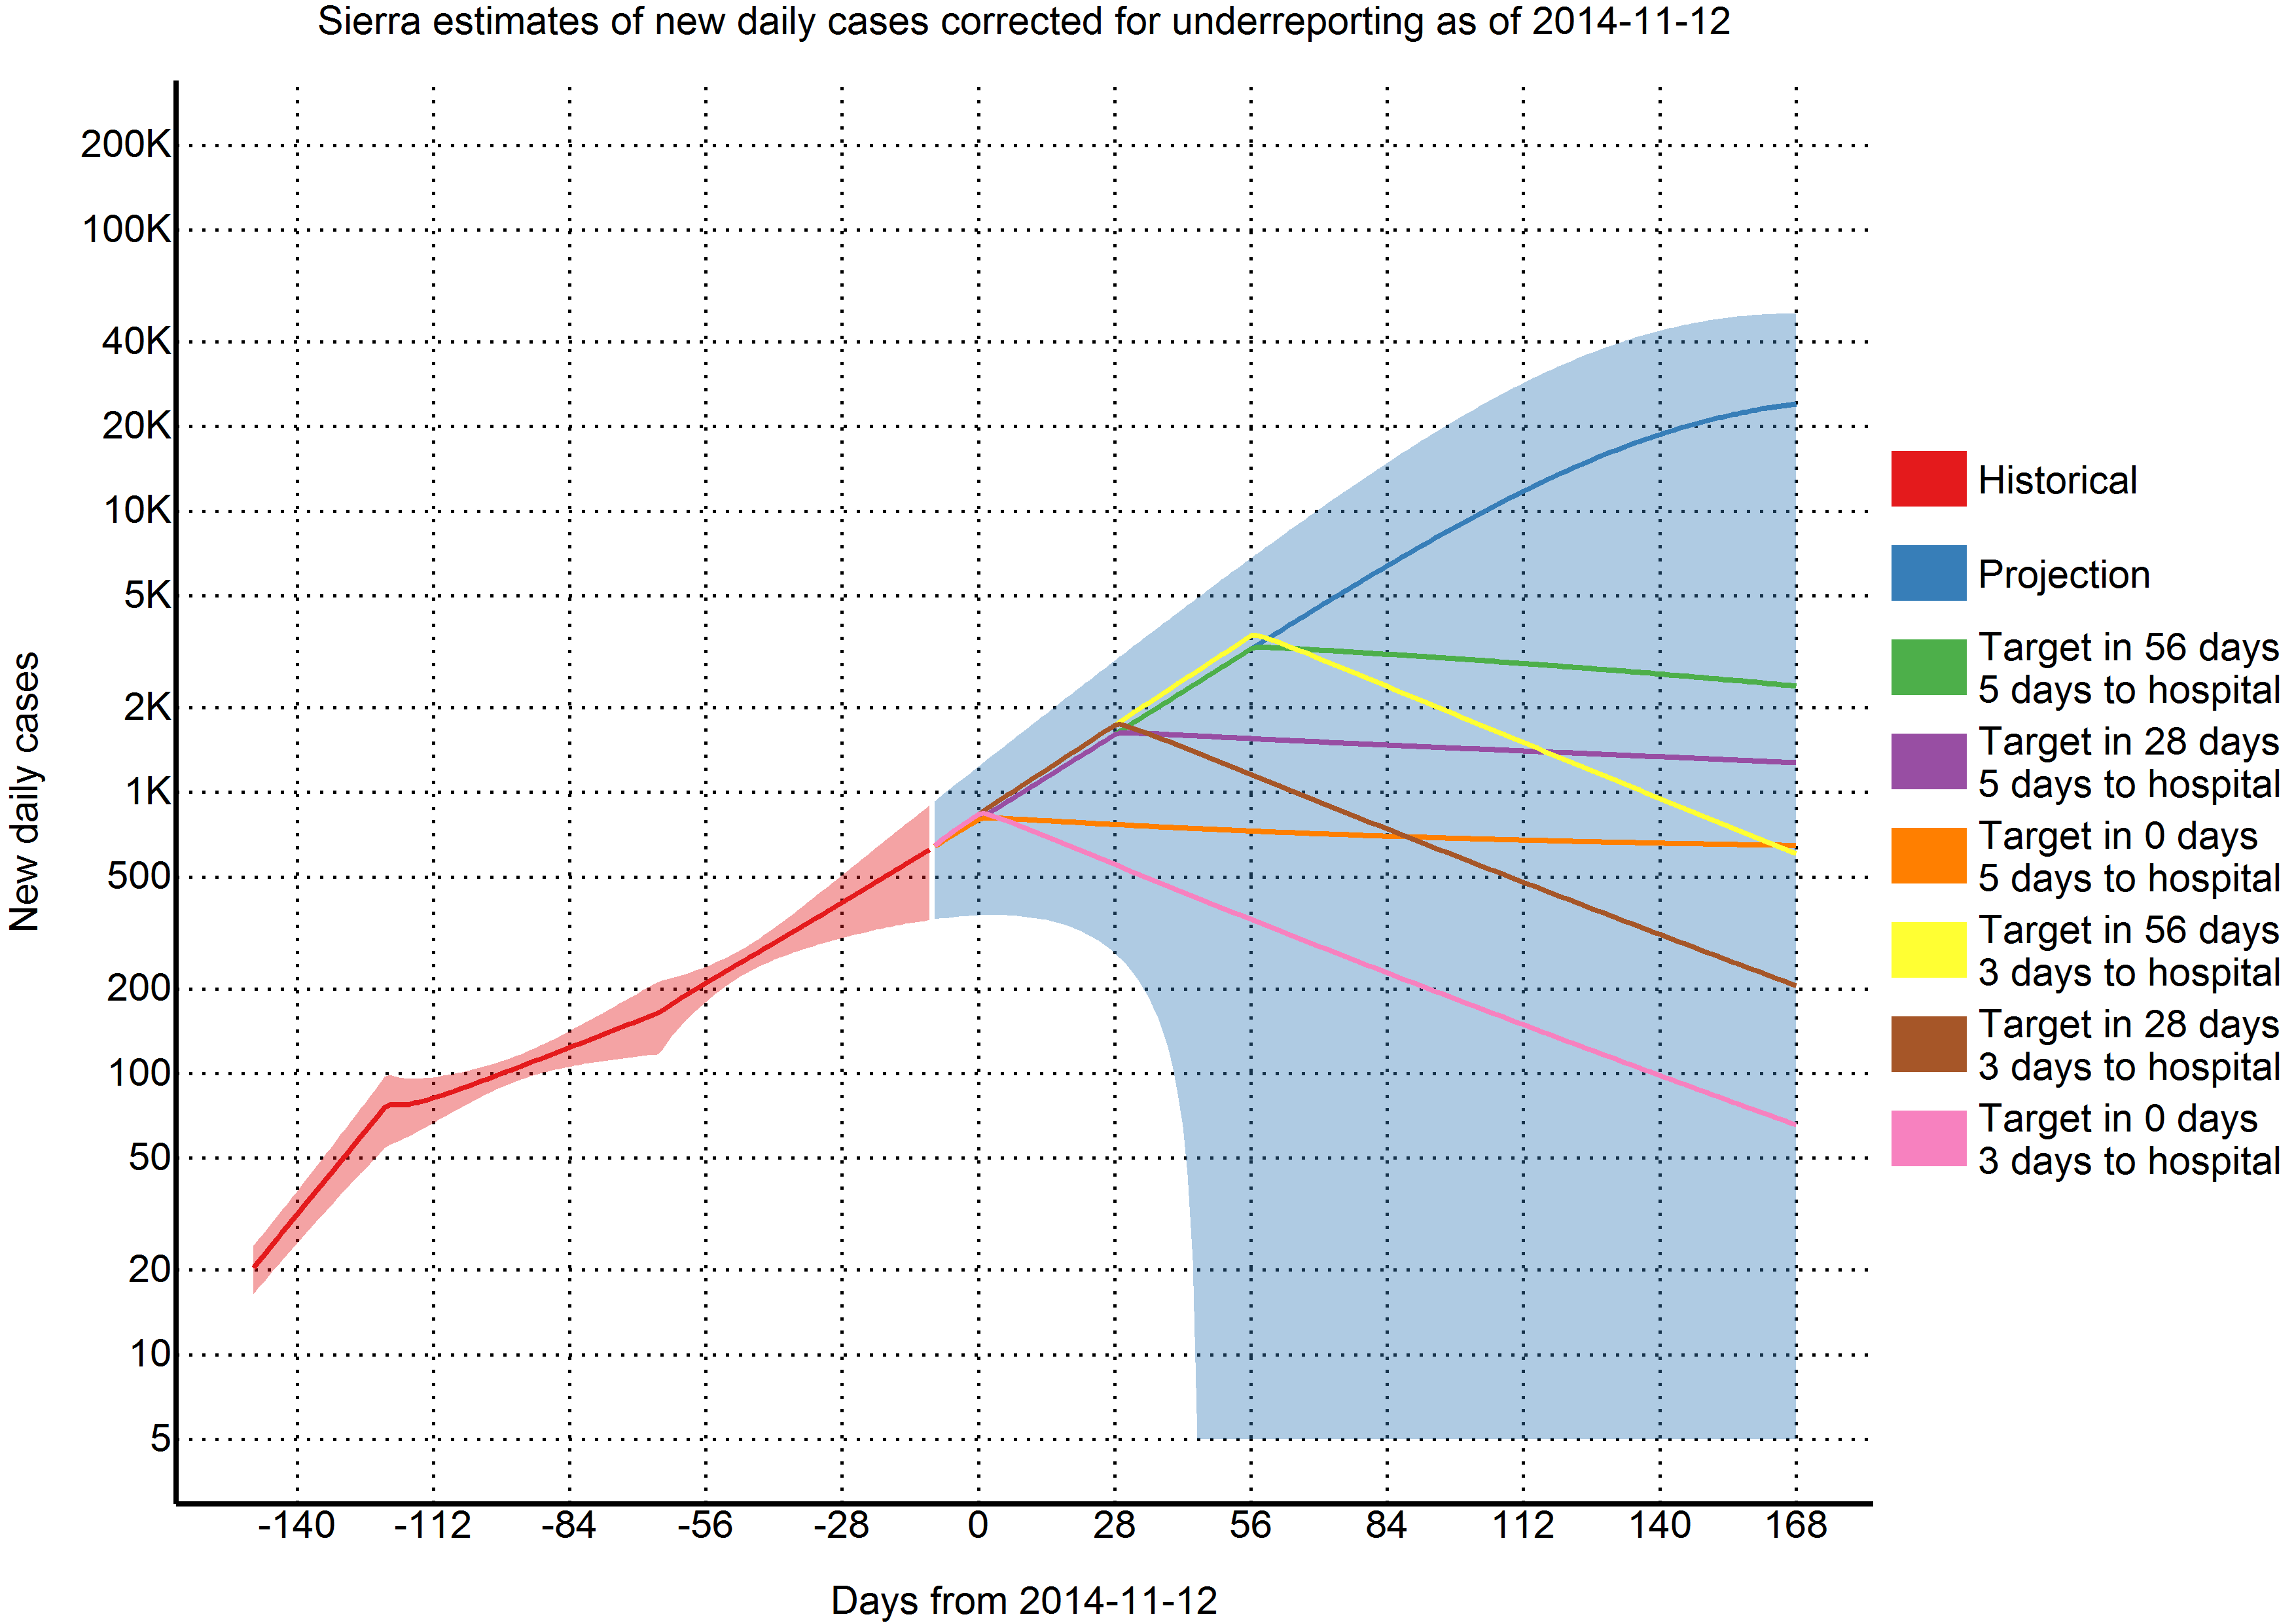 Sierra estimates of new daily cases corrected for underreporting as of 2014-11-12
New daily cases
200K
100K
40K
20K
10K
5K
2K
1K
500
200
100
50
20
10
5
-140 -112 -84 -56 -28 0 28 56 84 112 140 168
Days from 2014-11-12
Historical
Projection
Target in 56 days
5 days to hospital
Target in 28 days
5 days to hospital
Target in 0 days
5 days to hospital
Target in 56 days
3 days to hospital
Target in 28 days
3 days to hospital
Target in 0 days
3 days to hospital